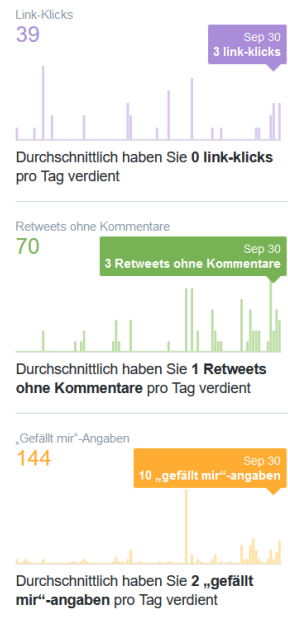 Link-Klicks
39
Sep 30
3 link-klicks
Durchschnittlich haben Sie 0 link-klicks
pro Tag verdient
Retweets ohne Kommentare
70
Sep 30
3 Retweets ohne Kommentare
Durchschnittlich haben Sie 1 Retweets
ohne Kommentare pro Tag verdient
„Gefällt mir“-Angaben
144
Sep 30
10 „gefällt mir“-angaben
Durchschnittlich haben Sie 2 „gefällt
mir“-angaben pro Tag verdient